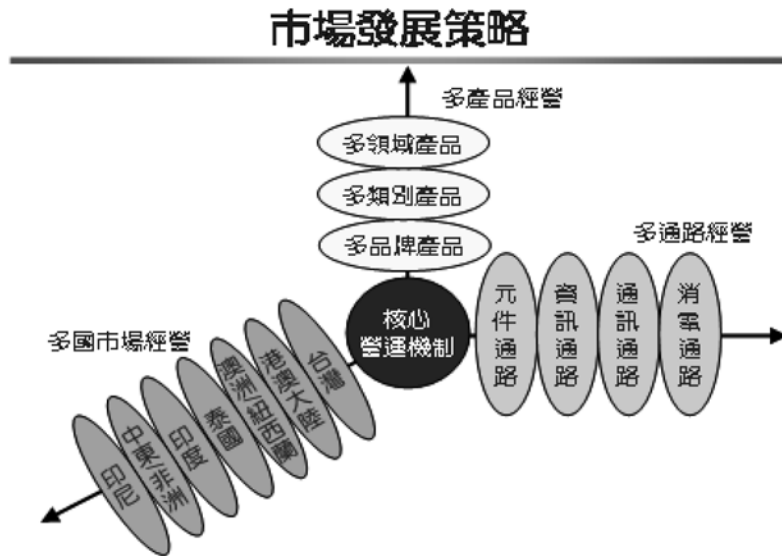 市場發展策略
多產品經營
多領域產品
多類別產品
多品牌產品
多通路經營
元件通路
資訊通路
通訊通路
消電通路
核心
營運機制
多國市場經營
台灣
港澳大陸
澳洲/紐西蘭
泰國
印度
中東/非洲
印尼